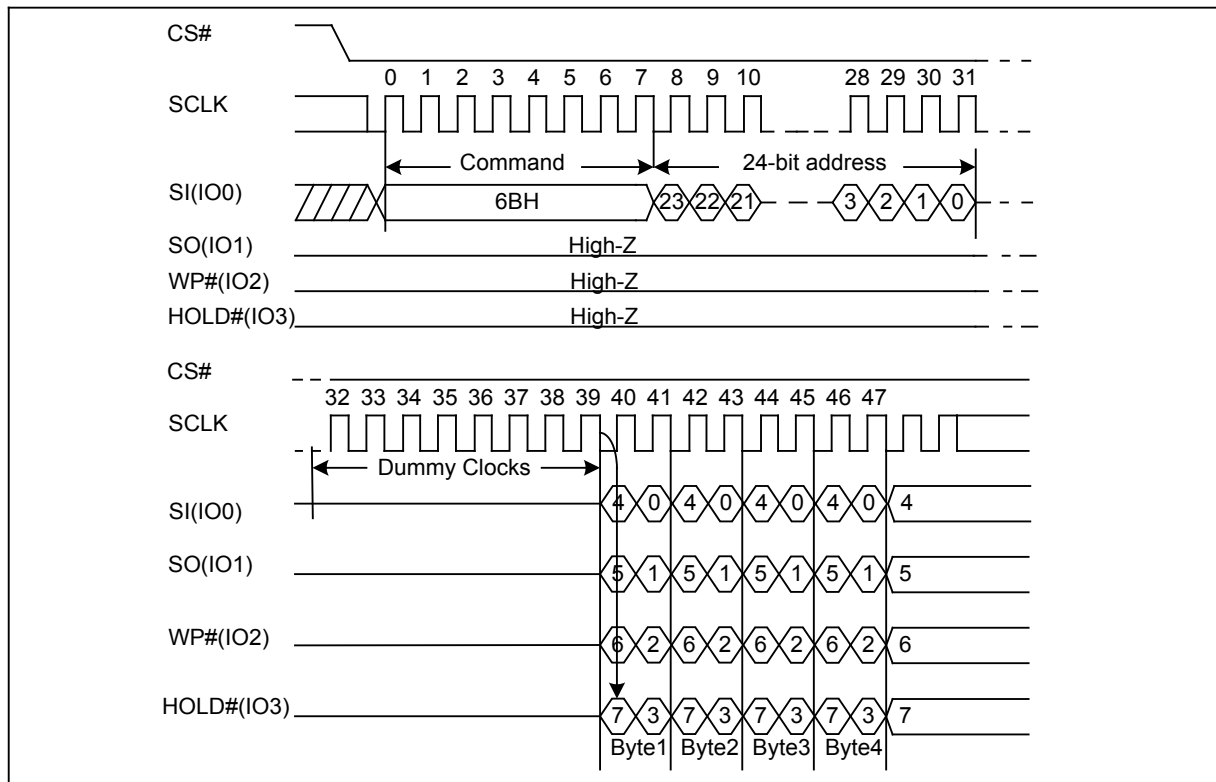 CS#
0 1 2 3 4 5 6 7 8 9 10 28 29 30 31
SCLK
Command 24-bit address
SI(IO0) 6BH 23 22 21 3 2 1 0
SO(IO1) High-Z
WP#(IO2) High-Z
HOLD#(IO3) High-Z
CS#
32 33 34 35 36 37 38 39 40 41 42 43 44 45 46 47
SCLK
Dummy Clocks
SI(IO0) 4 0 4 0 4 0 4 0 4
SO(IO1) 5 1 5 1 5 1 5 1 5
WP#(IO2) 6 2 6 2 6 2 6 2 6
HOLD#(IO3) 7 3 7 3 7 3 7 3 7
Byte1 Byte2 Byte3 Byte4